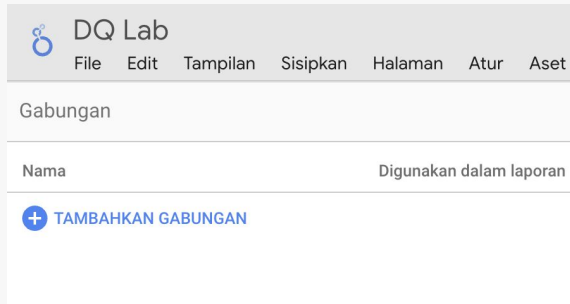 DQ Lab
File Edit Tampilan Sisipkan Halaman Atur Aset
Gabungan
Nama Digunakan dalam laporan
TAMBAHKAN GABUNGAN